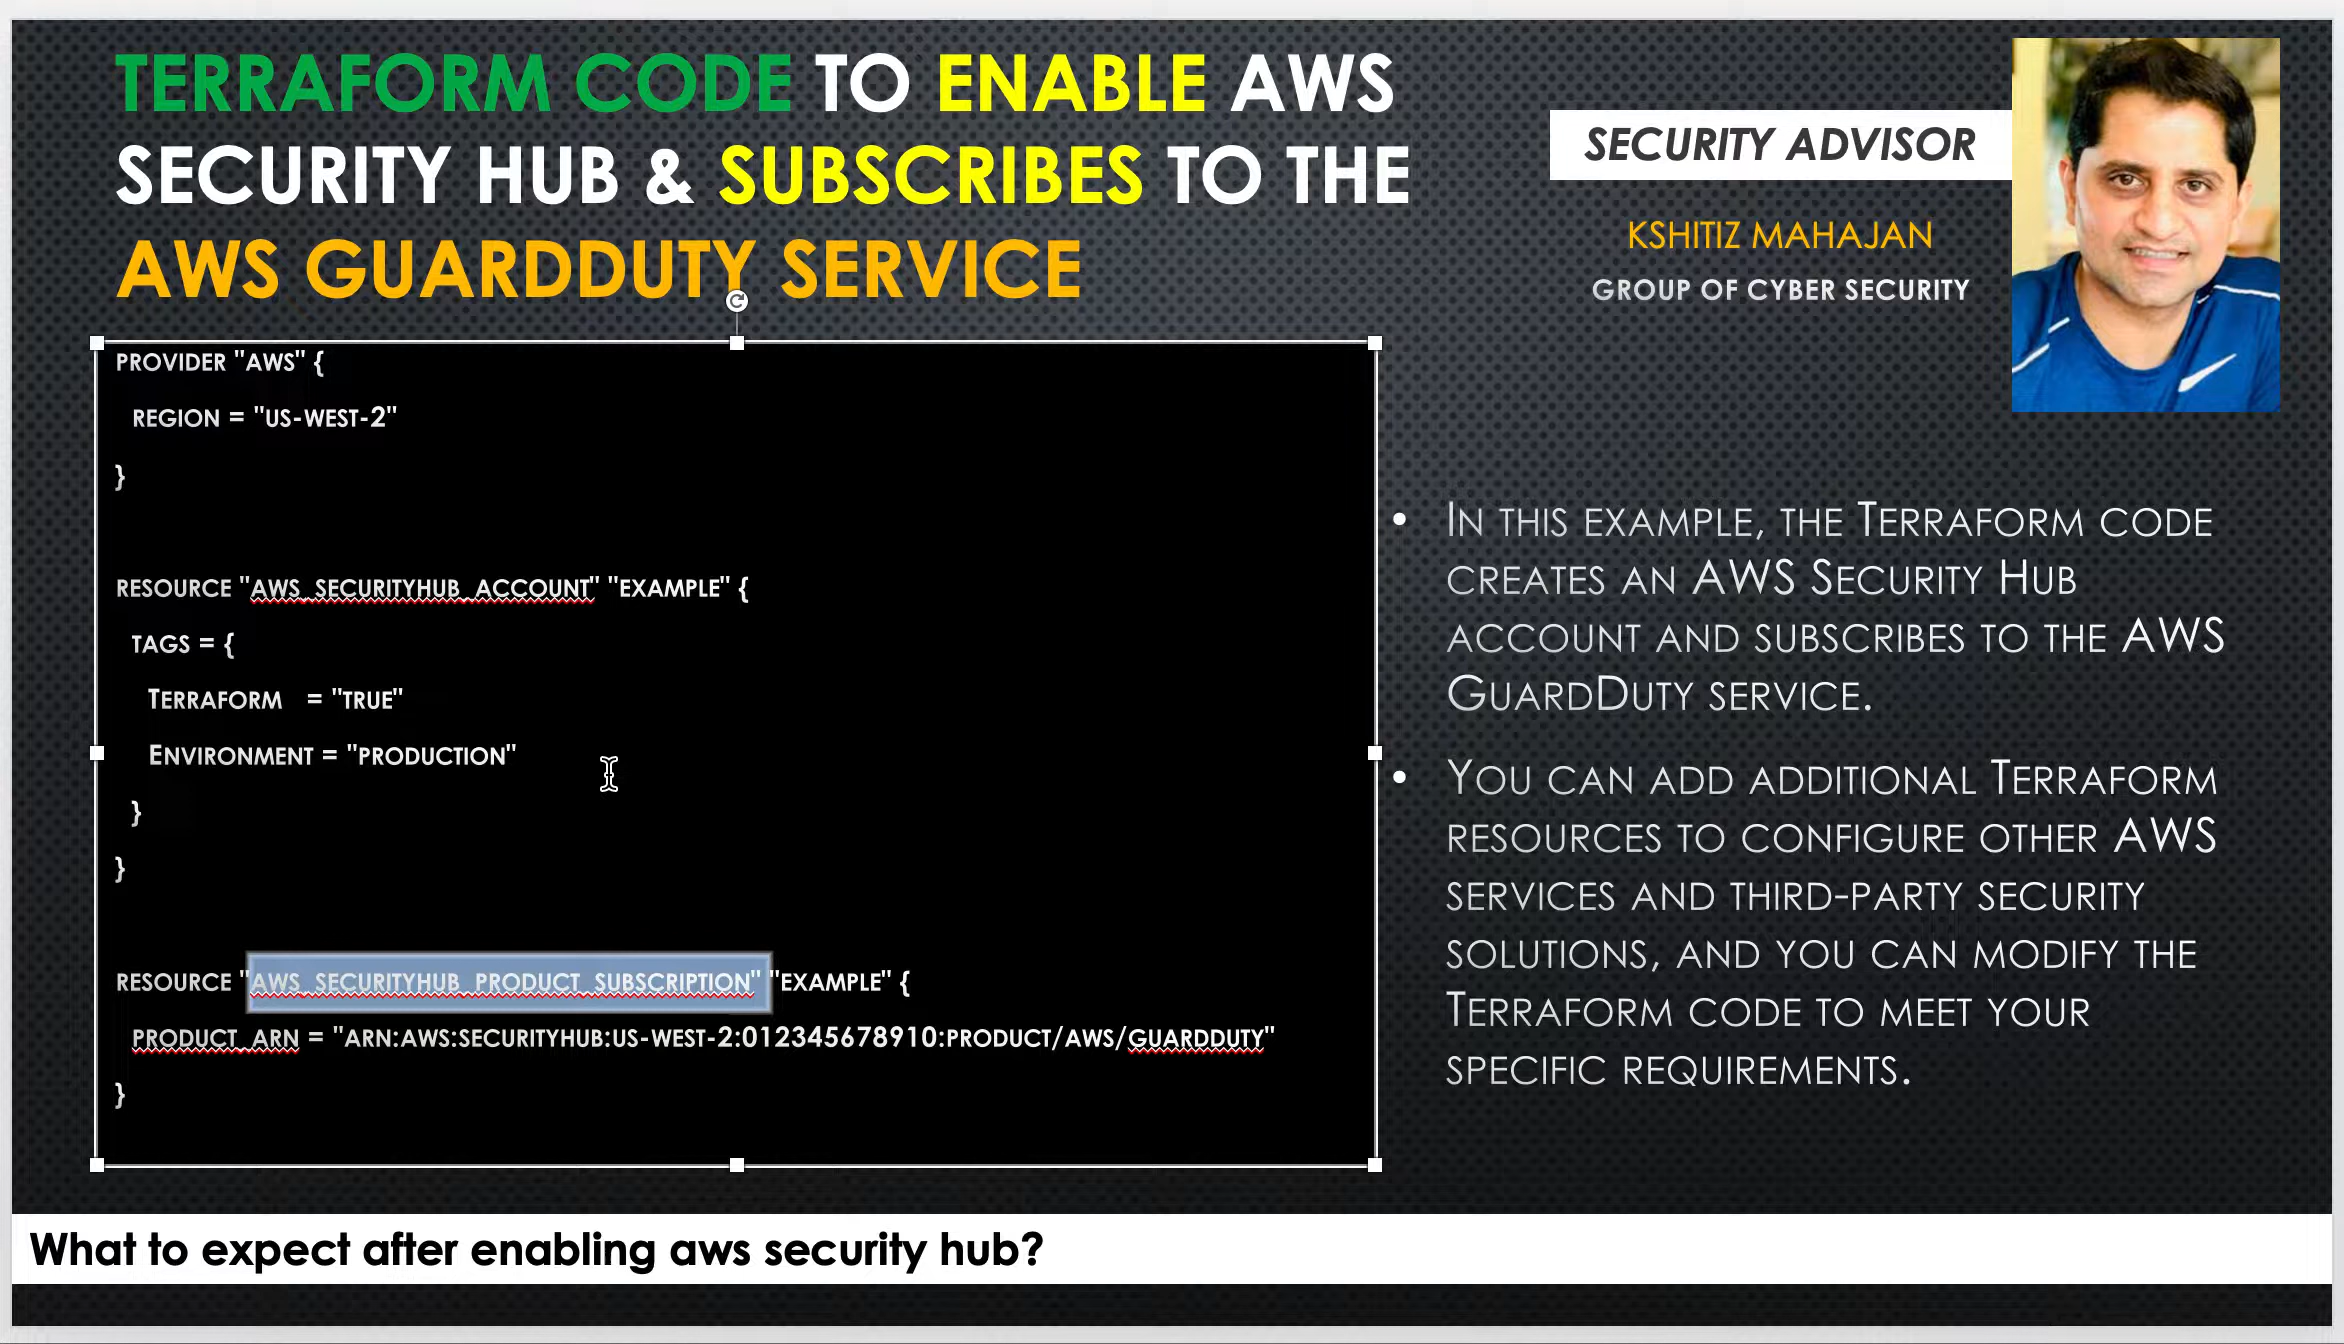 TERRAFORM CODE TO ENABLE AWS
SECURITY HUB & SUBSCRIBES TO THE
AWS GUARDDUTY SERVICE
SECURITY ADVISOR
KSHITIZ MAHAJAN
GROUP OF CYBER SECURITY
PROVIDER "AWS" {
REGION = "US-WEST-2"
}
RESOURCE "AWS_SECURITYHUB_ACCOUNT" "EXAMPLE" {
TAGS = {
TERRAFORM = "TRUE"
ENVIRONMENT = "PRODUCTION"
}
}
RESOURCE "AWS_SECURITYHUB_PRODUCT_SUBSCRIPTION" "EXAMPLE" {
PRODUCT_ARN = "ARN:AWS:SECURITYHUB:US-WEST-2:012345678910:PRODUCT/AWS/GUARDDUTY"
}
• IN THIS EXAMPLE, THE TERRAFORM CODE
CREATES AN AWS SECURITY HUB
ACCOUNT AND SUBSCRIBES TO THE AWS
GUARDDUTY SERVICE.
• YOU CAN ADD ADDITIONAL TERRAFORM
RESOURCES TO CONFIGURE OTHER AWS
SERVICES AND THIRD-PARTY SECURITY
SOLUTIONS, AND YOU CAN MODIFY THE
TERRAFORM CODE TO MEET YOUR
SPECIFIC REQUIREMENTS.
What to expect after enabling aws security hub?